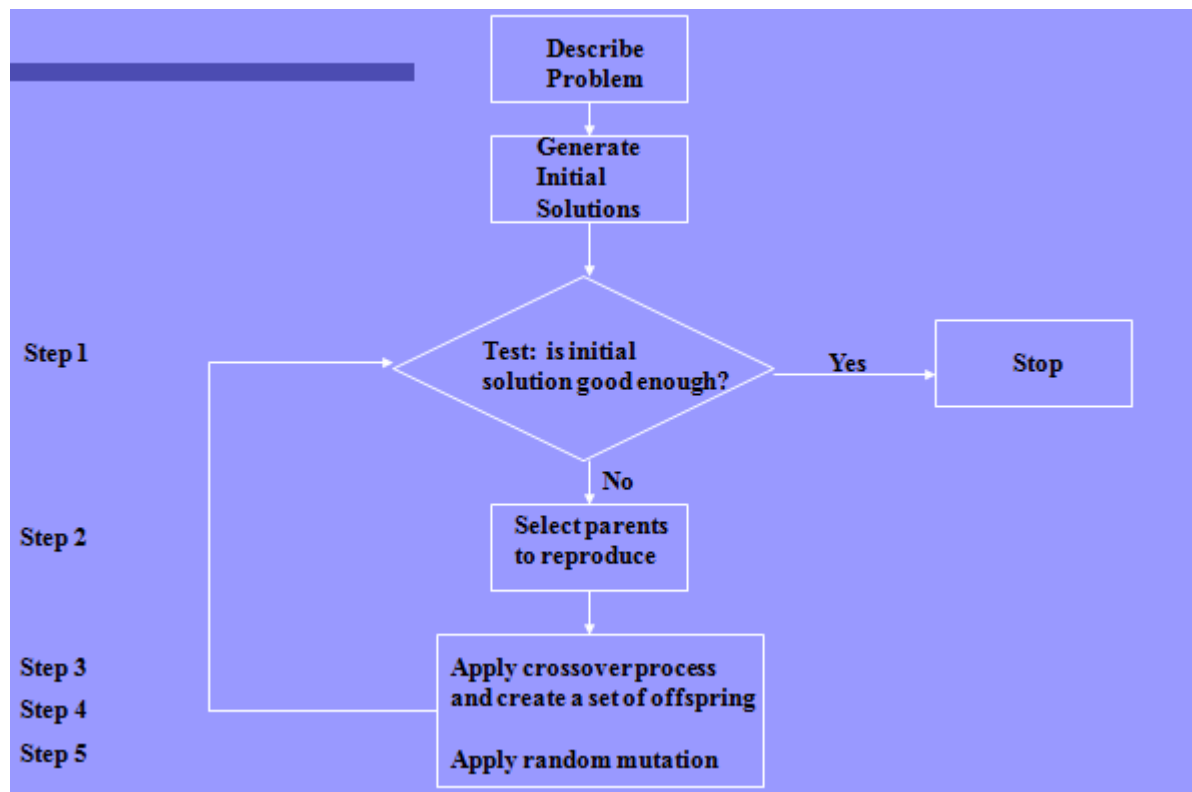 Describe
Problem
Generate
Initial
Solutions
Step 1
Test: is initial
solution good enough?
Yes
Stop
No
Step 2
Select parents
to reproduce
Step 3
Apply crossover process
and create a set of offspring
Step 4
Step 5
Apply random mutation